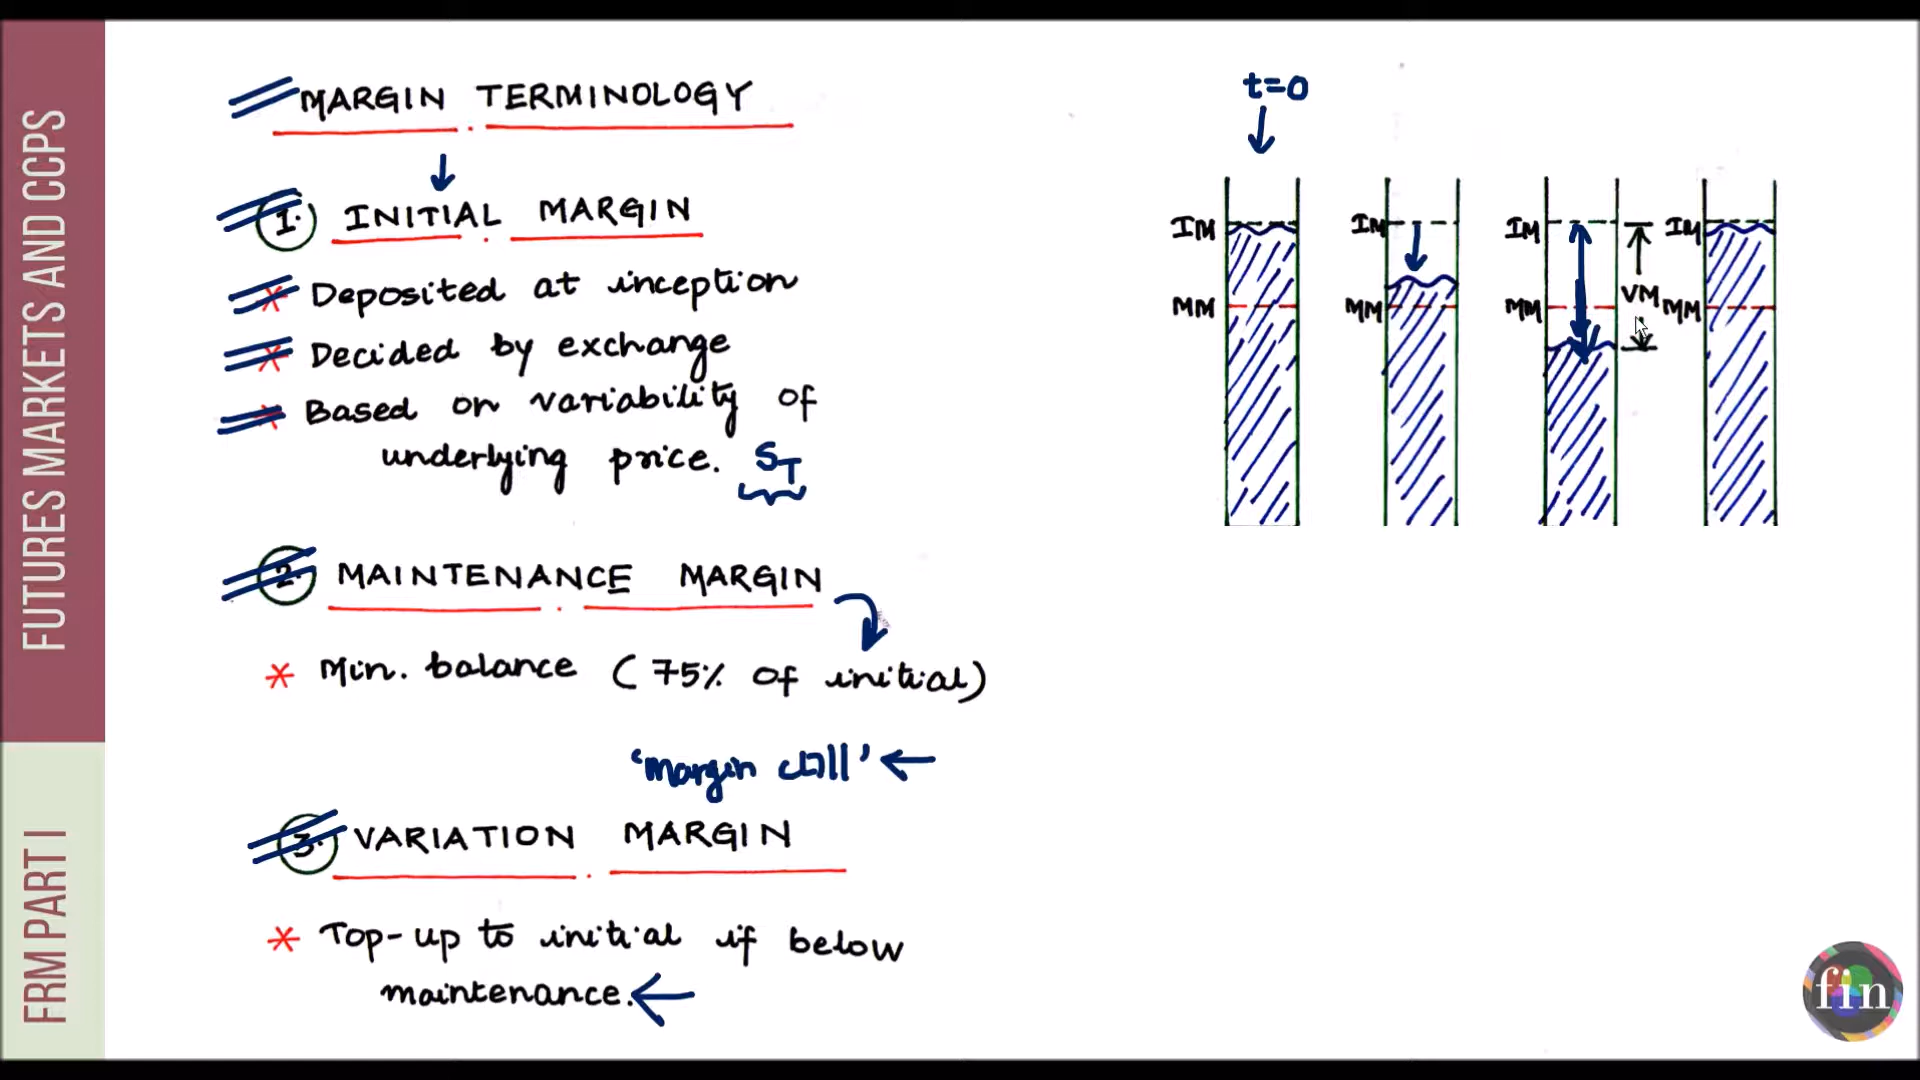 FUTURES MARKETS AND CCPS
FRM PART I
MARGIN TERMINOLOGY
1. INITIAL MARGIN
* Deposited at inception
* Decided by exchange
* Based on variability of
underlying price. ST
2. MAINTENANCE MARGIN
* Min. balance (75% of initial)
'margin call'
3. VARIATION MARGIN
* Top-up to initial if below
maintenance.
t=0
IM IM IM IM
MM MM MM VM MM
fin